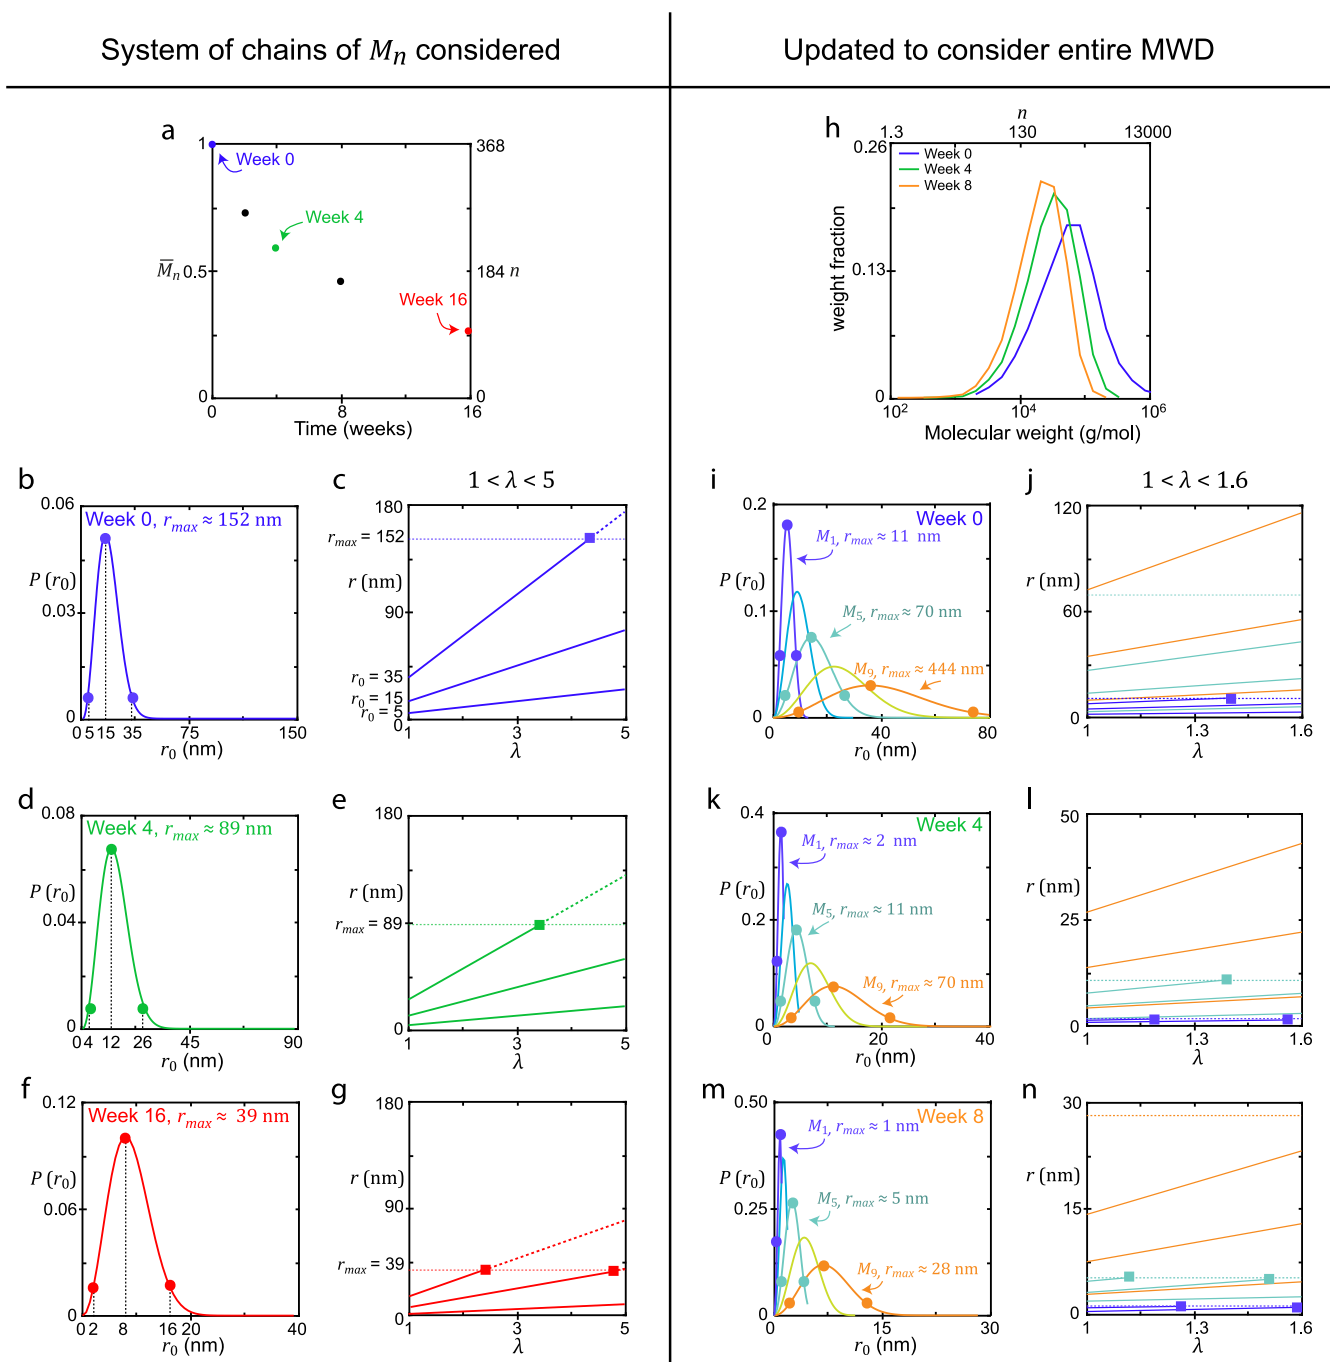 System of chains of Mn considered
Updated to consider entire MWD
a
1
368
Week 0
Week 4
M̅n
0.5
184 n
Week 16
0
0
0
8
16
Time (weeks)
h
n
1.3
130
13000
0.26
Week 0
Week 4
Week 8
weight fraction
0.13
0
10²
10⁴
10⁶
Molecular weight (g/mol)
b
0.06
Week 0, rmax ≈ 152 nm
P (r₀)
0.03
0
0 5 15 35 75 150
r₀ (nm)
c
1 < λ < 5
180
rmax = 152
r (nm)
90
r₀ = 35
r₀ = 15
r₀ = 5
0
1
3
5
λ
i
0.2
Week 0
M₁, rmax ≈ 11 nm
P (r₀)
0.1
M₅, rmax ≈ 70 nm
M₉, rmax ≈ 444 nm
0
0
40
80
r₀ (nm)
j
1 < λ < 1.6
120
r (nm)
60
0
1
1.3
1.6
λ
d
0.08
Week 4, rmax ≈ 89 nm
P (r₀)
0.04
0
0 4 12 26 45 90
r₀ (nm)
e
180
r (nm)
rmax = 89
0
1
3
5
λ
k
0.4
Week 4
M₁, rmax ≈ 2 nm
P (r₀)
0.2
M₅, rmax ≈ 11 nm
M₉, rmax ≈ 70 nm
0
0
20
40
r₀ (nm)
l
50
r (nm)
25
0
1
1.3
1.6
λ
f
0.12
Week 16, rmax ≈ 39 nm
P (r₀)
0.06
0
0 2 8 16 20 40
r₀ (nm)
g
180
r (nm)
90
rmax = 39
0
1
3
5
λ
m
0.50
Week 8
M₁, rmax ≈ 1 nm
P (r₀)
0.25
M₅, rmax ≈ 5 nm
M₉, rmax ≈ 28 nm
0
0
15
30
r₀ (nm)
n
30
r (nm)
15
0
1
1.3
1.6
λ